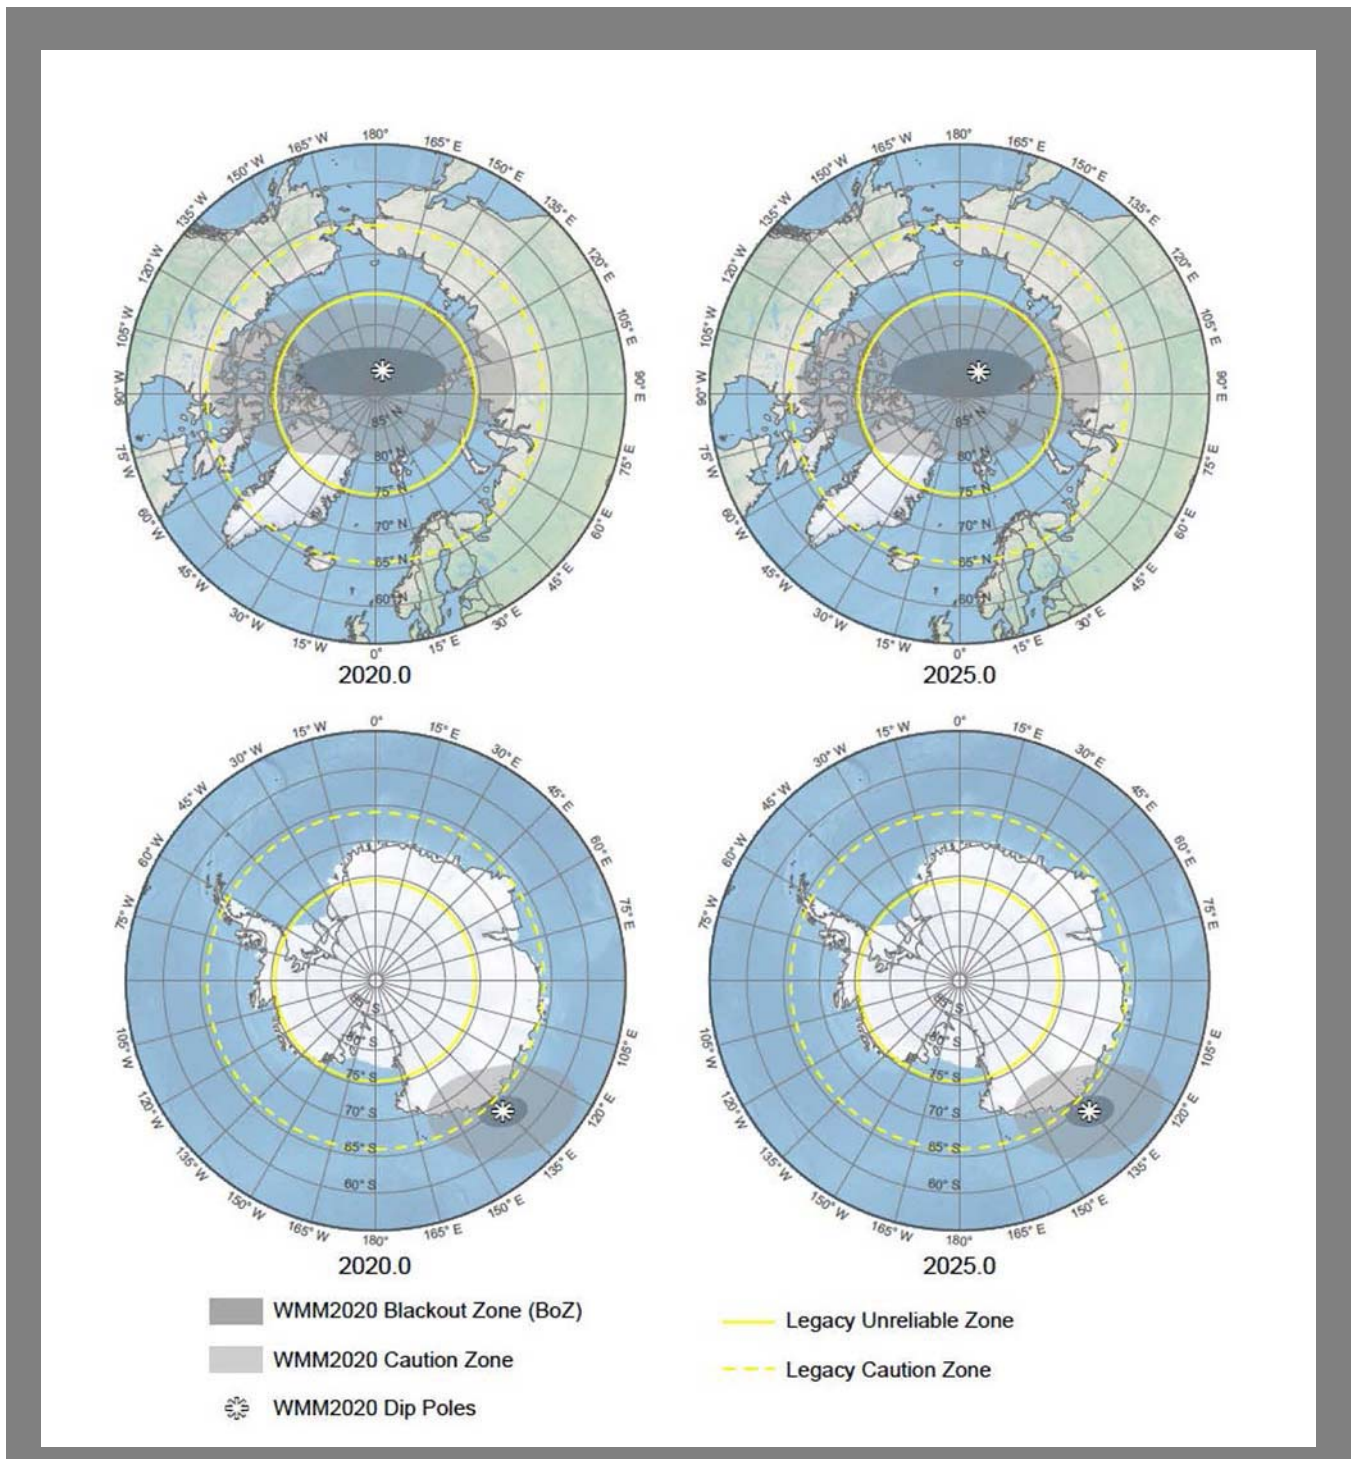 180°
165° W
165° E
150° W
150° E
135° W
135° E
120° W
120° E
105° W
105° E
90° W
90° E
75° W
75° E
60° W
60° E
45° W
45° E
30° W
30° E
15° W
15° E
0°
85° N
80° N
75° N
70° N
65° N
60° N
2020.0
180°
165° W
165° E
150° W
150° E
135° W
135° E
120° W
120° E
105° W
105° E
90° W
90° E
75° W
75° E
60° W
60° E
45° W
45° E
30° W
30° E
15° W
15° E
0°
85° N
80° N
75° N
70° N
65° N
60° N
2025.0
0°
15° W
15° E
30° W
30° E
45° W
45° E
60° W
60° E
75° W
75° E
105° W
105° E
120° W
120° E
135° W
135° E
150° W
150° E
165° W
165° E
180°
85° S
80° S
75° S
70° S
65° S
60° S
2020.0
0°
15° W
15° E
30° W
30° E
45° W
45° E
60° W
60° E
75° W
75° E
105° W
105° E
120° W
120° E
135° W
135° E
150° W
150° E
165° W
165° E
180°
85° S
80° S
75° S
70° S
65° S
60° S
2025.0
WMM2020 Blackout Zone (BoZ)
WMM2020 Caution Zone
WMM2020 Dip Poles
Legacy Unreliable Zone
Legacy Caution Zone